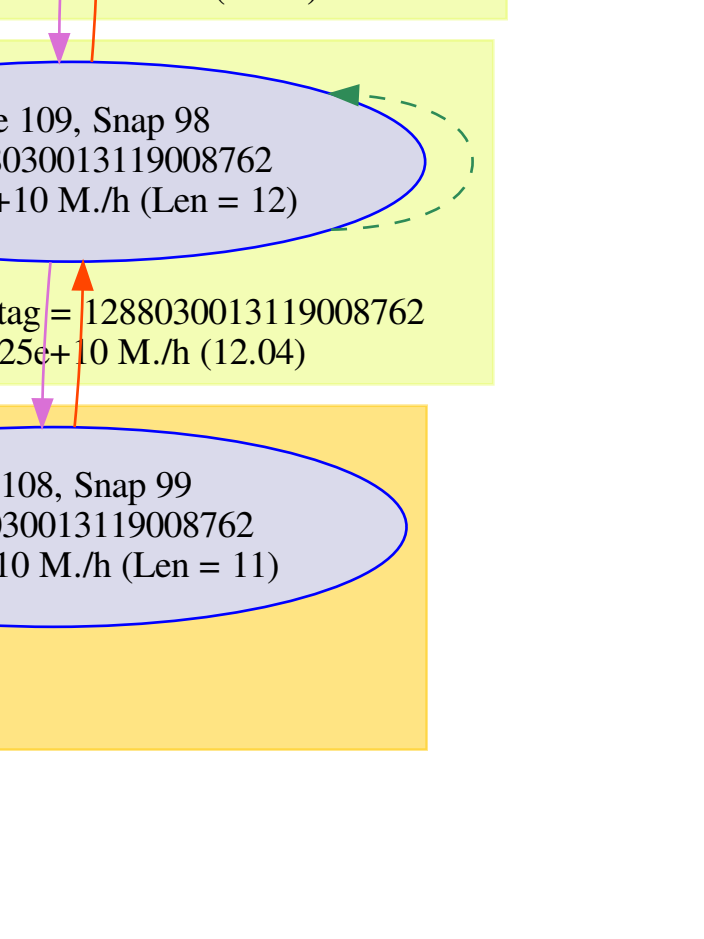 e 109, Snap 98
8030013119008762
+10 M./h (Len = 12)
tag = 1288030013119008762
25e+10 M./h (12.04)
108, Snap 99
030013119008762
10 M./h (Len = 11)